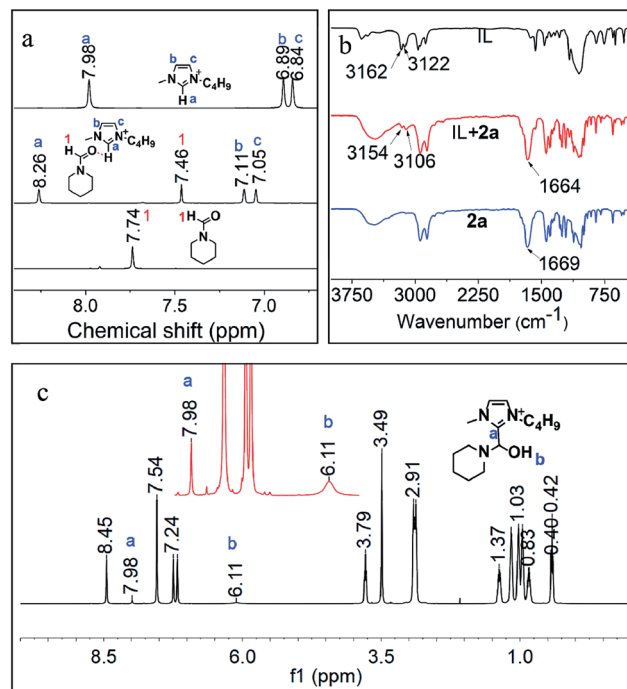 a
a
7.98
b c
6.89
6.84
b c
N N⁺ C₄H₉
H a
a
8.26
1
H O
b c
N N⁺ C₄H₉
a
H
N
1
7.46
b
7.11
c
7.05
1
7.74
1 H O
N
8.0 7.5 7.0
Chemical shift (ppm)
b
IL
3162 3122
IL+2a
3154 3106
1664
2a
1669
3750 3000 2250 1500 750
Wavenumber (cm⁻¹)
c
a
7.98
b
6.11
8.45
a
7.98
7.54
7.24
b
6.11
3.79
3.49
2.91
N N⁺ C₄H₉
a
N OH
b
1.37
1.03
0.83
0.40
0.42
8.5 6.0 3.5 1.0
f1 (ppm)